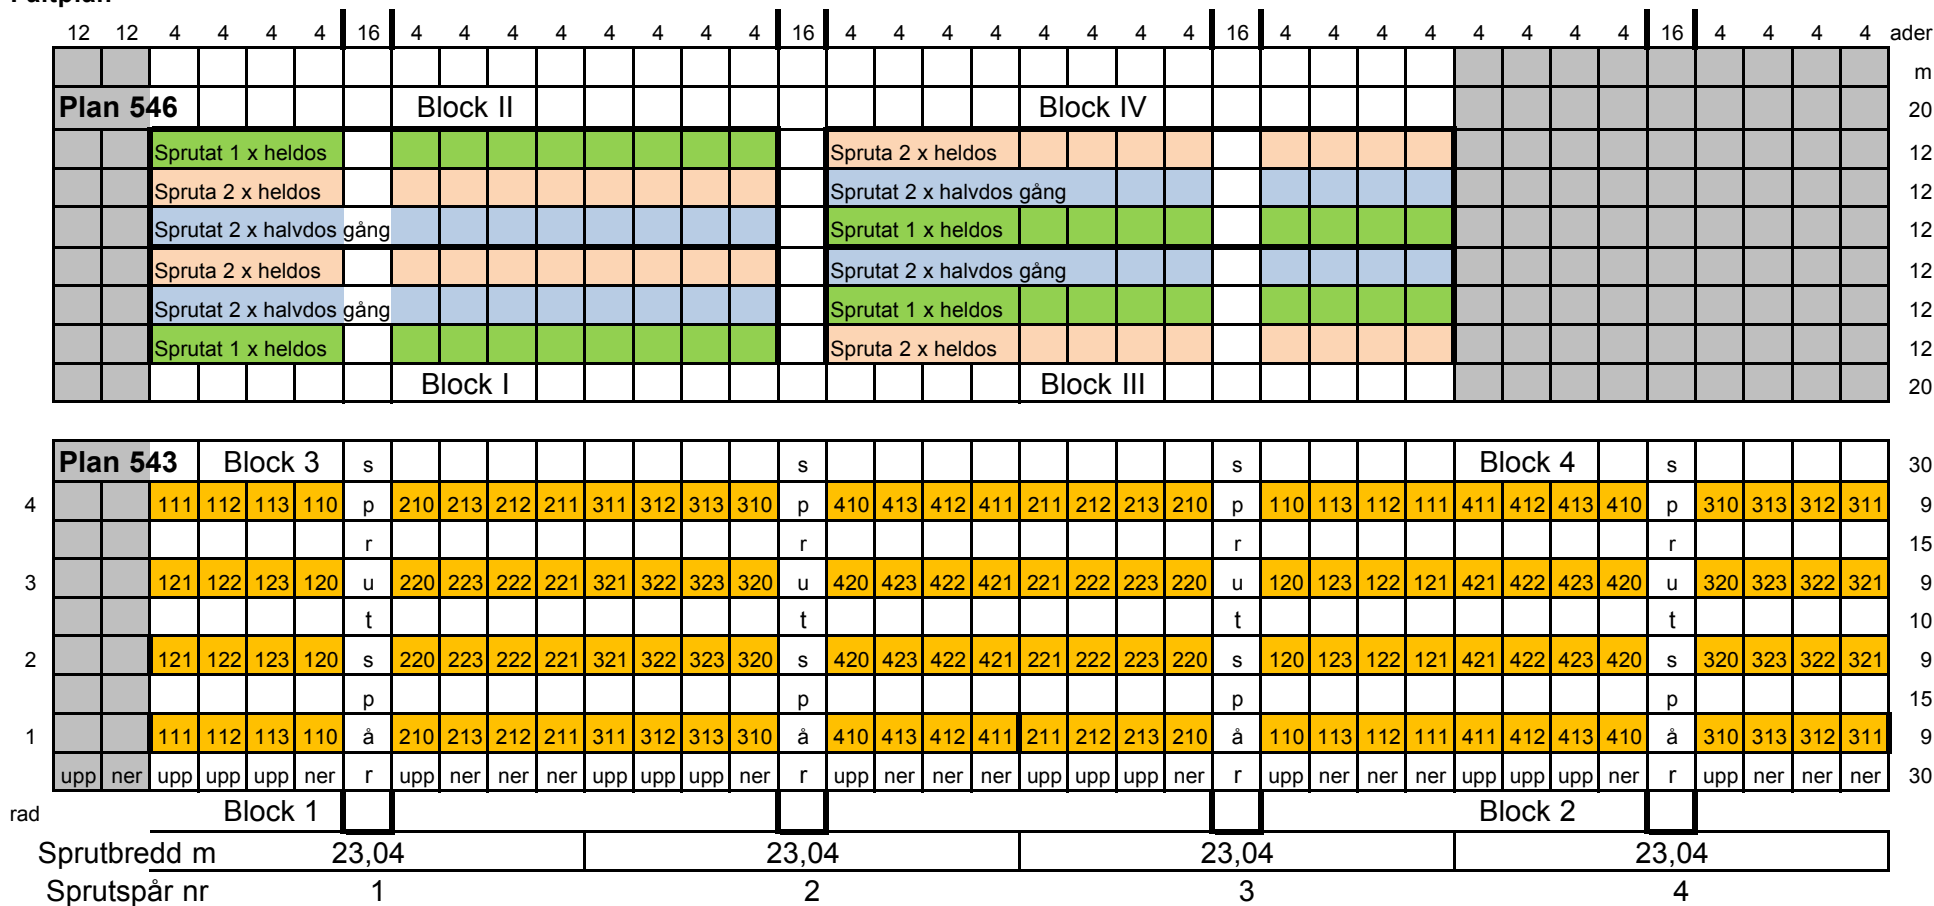 12 12 4 4 4 4 16 4 4 4 4 4 4 4 4 16 4 4 4 4 4 4 4 4 16 4 4 4 4 4 4 4 4 16 4 4 4 4 ader
m
Plan 546 Block II Block IV 20
Sprutat 1 x heldos Spruta 2 x heldos 12
Spruta 2 x heldos Sprutat 2 x halvdos gång 12
Sprutat 2 x halvdos gång Sprutat 1 x heldos 12
Spruta 2 x heldos Sprutat 2 x halvdos gång 12
Sprutat 2 x halvdos gång Sprutat 1 x heldos 12
Sprutat 1 x heldos Spruta 2 x heldos 12
Block I Block III 20
Plan 543 Block 3 s s s Block 4 s 30
4 111 112 113 110 p 210 213 212 211 311 312 313 310 p 410 413 412 411 211 212 213 210 p 110 113 112 111 411 412 413 410 p 310 313 312 311 9
r r r r 15
3 121 122 123 120 u 220 223 222 221 321 322 323 320 u 420 423 422 421 221 222 223 220 u 120 123 122 121 421 422 423 420 u 320 323 322 321 9
t t t t 10
2 121 122 123 120 s 220 223 222 221 321 322 323 320 s 420 423 422 421 221 222 223 220 s 120 123 122 121 421 422 423 420 s 320 323 322 321 9
p p p p 15
1 111 112 113 110 å 210 213 212 211 311 312 313 310 å 410 413 412 411 211 212 213 210 å 110 113 112 111 411 412 413 410 å 310 313 312 311 9
upp ner upp upp upp ner r upp ner ner ner upp upp upp ner r upp ner ner ner upp upp upp ner r upp ner ner ner upp upp upp ner r upp ner ner ner 30
rad Block 1 Block 2
Sprutbredd m 23,04 23,04 23,04 23,04
Sprutspår nr 1 2 3 4